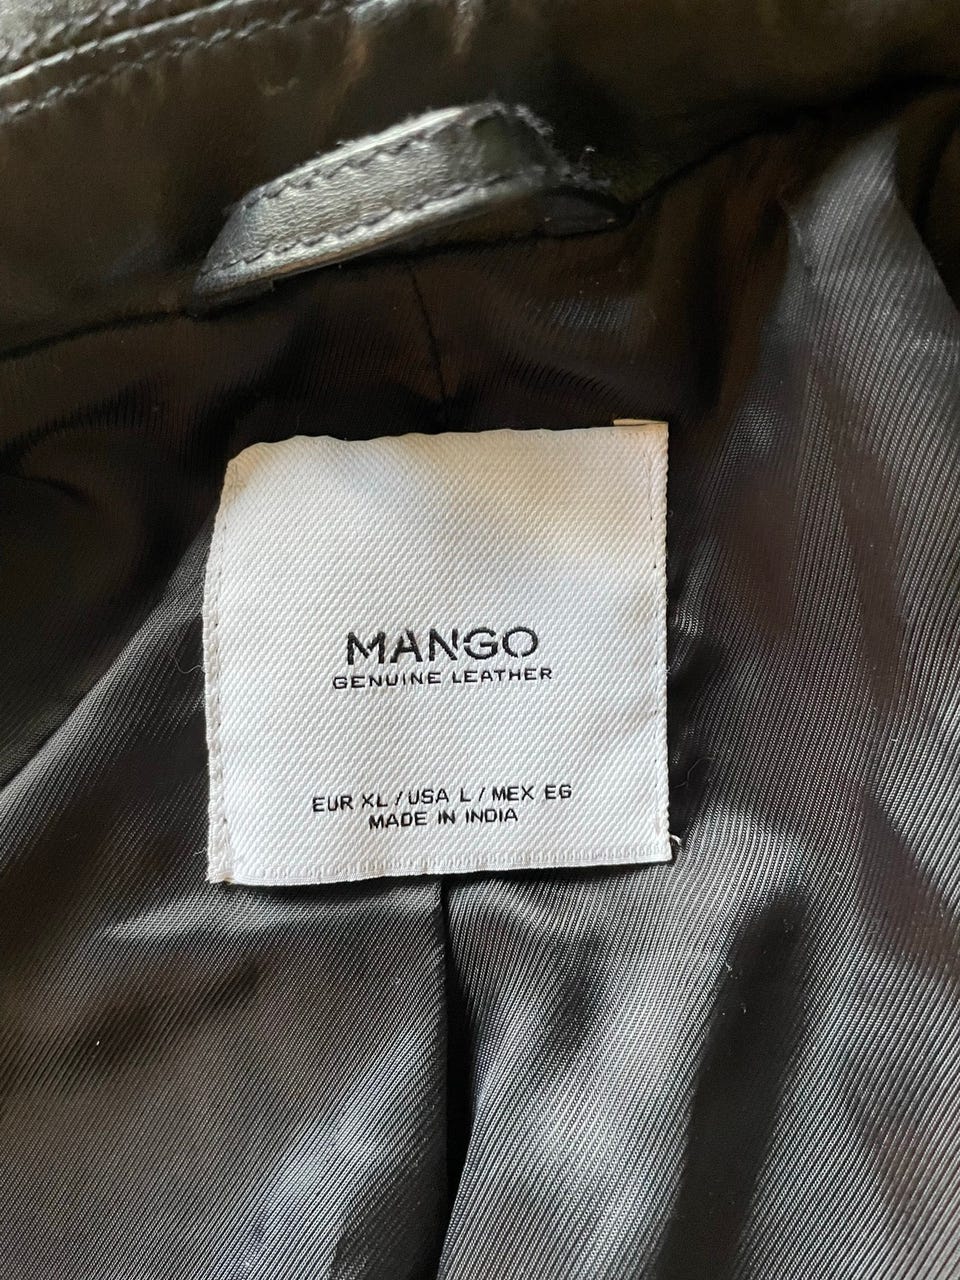 MANGO
GENUINE LEATHER
EUR XL / USA L / MEX EG
MADE IN INDIA